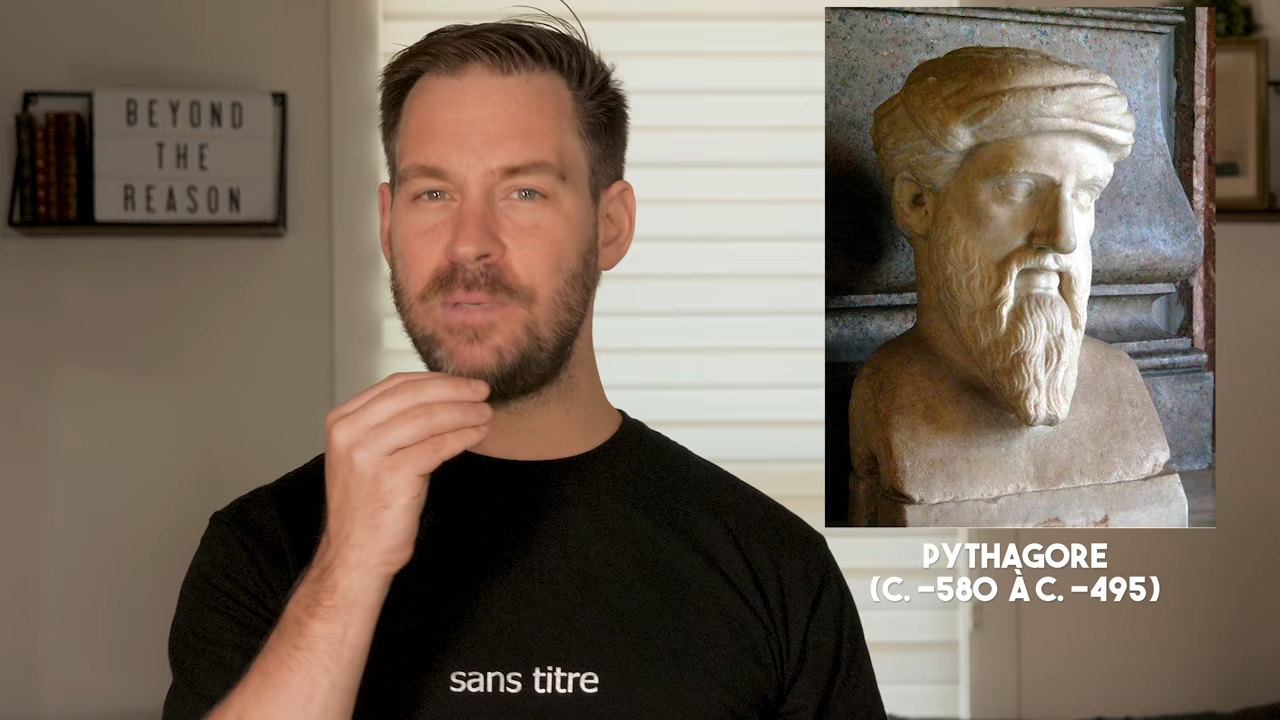 BEYOND
THE
REASON
sans titre
PYTHAGORE
(C. -580 À C. -495)